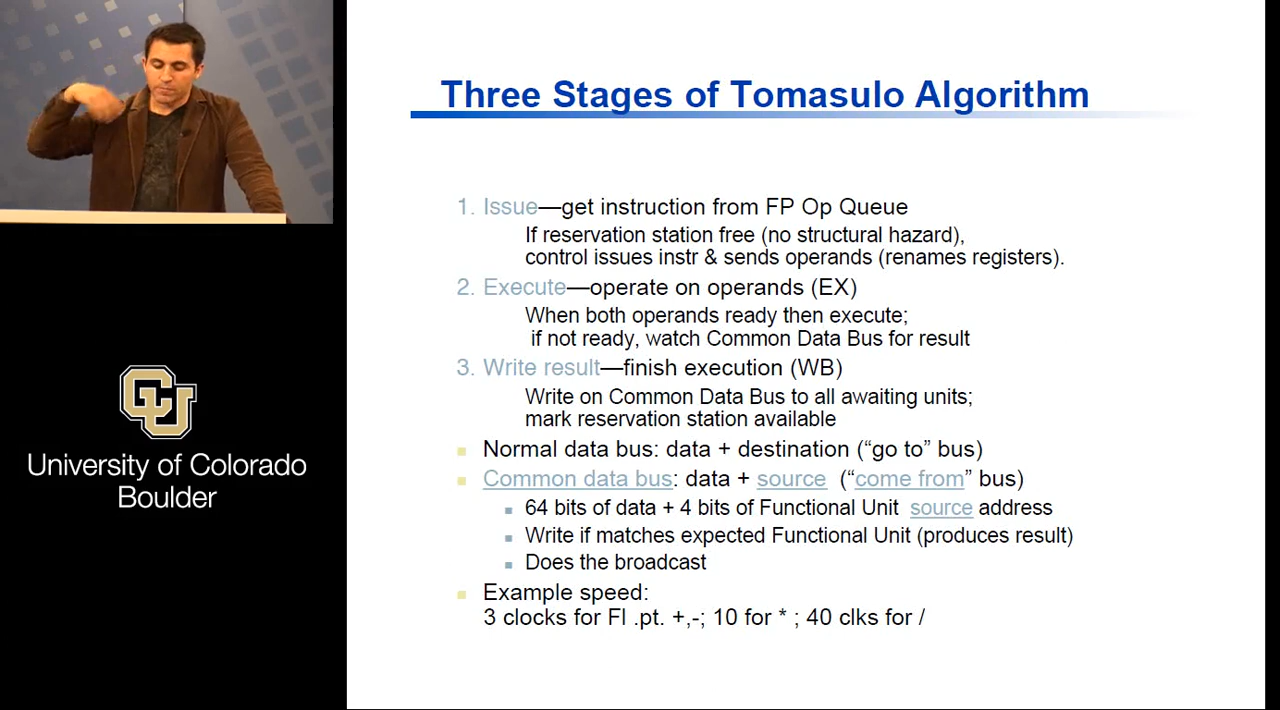 Three Stages of Tomasulo Algorithm
1. Issue—get instruction from FP Op Queue
If reservation station free (no structural hazard),
control issues instr & sends operands (renames registers).
2. Execute—operate on operands (EX)
When both operands ready then execute;
if not ready, watch Common Data Bus for result
3. Write result—finish execution (WB)
Write on Common Data Bus to all awaiting units;
mark reservation station available
Normal data bus: data + destination (“go to” bus)
Common data bus: data + source (“come from” bus)
64 bits of data + 4 bits of Functional Unit source address
Write if matches expected Functional Unit (produces result)
Does the broadcast
Example speed:
3 clocks for Fl .pt. +,-; 10 for * ; 40 clks for /
CU
University of Colorado
Boulder